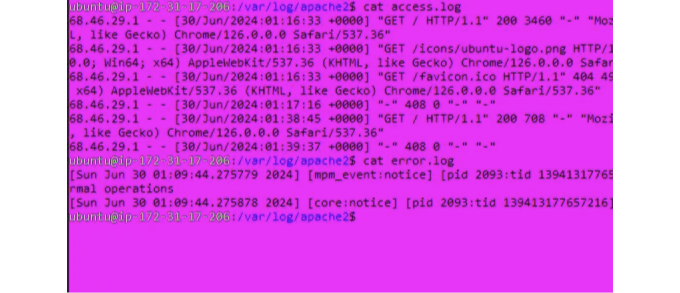 ubuntu@ip-172-31-17-206:/var/log/apache2$ cat access.log
68.46.29.1 - - [30/Jun/2024:01:16:33 +0000] "GET / HTTP/1.1" 200 3460 "-" "Moz
L, like Gecko) Chrome/126.0.0.0 Safari/537.36"
68.46.29.1 - - [30/Jun/2024:01:16:33 +0000] "GET /icons/ubuntu-logo.png HTTP/1
0.0; Win64; x64) AppleWebKit/537.36 (KHTML, like Gecko) Chrome/126.0.0.0 Safar
68.46.29.1 - - [30/Jun/2024:01:16:33 +0000] "GET /favicon.ico HTTP/1.1" 404 49
x64) AppleWebKit/537.36 (KHTML, like Gecko) Chrome/126.0.0.0 Safari/537.36"
68.46.29.1 - - [30/Jun/2024:01:17:16 +0000] "-" 408 0 "-" "-"
68.46.29.1 - - [30/Jun/2024:01:38:45 +0000] "GET / HTTP/1.1" 200 708 "-" "Mozi
, like Gecko) Chrome/126.0.0.0 Safari/537.36"
68.46.29.1 - - [30/Jun/2024:01:39:37 +0000] "-" 408 0 "-" "-"
ubuntu@ip-172-31-17-206:/var/log/apache2$ cat error.log
[Sun Jun 30 01:09:44.275779 2024] [mpm_event:notice] [pid 2093:tid 13941317765
rmal operations
[Sun Jun 30 01:09:44.275878 2024] [core:notice] [pid 2093:tid 139413177657216]
ubuntu@ip-172-31-17-206:/var/log/apache2$